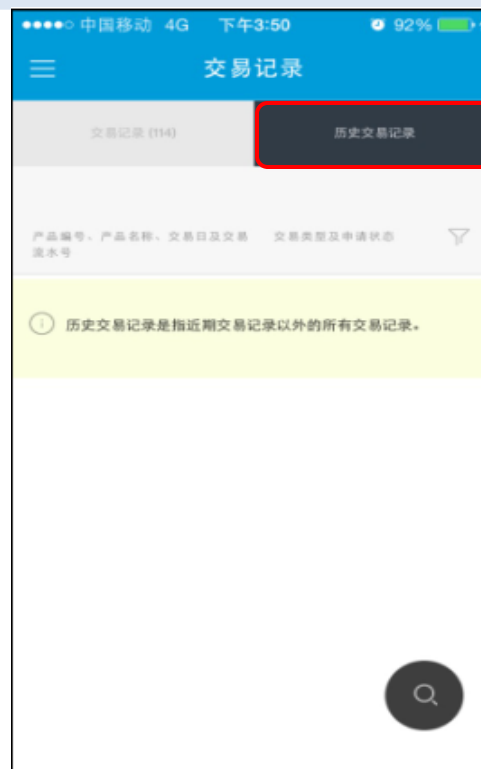 中国移动 4G 下午3:50 92%
交易记录
交易记录 (114) 历史交易记录
产品编号、产品名称、交易日及交易 交易类型及申请状态
流水号
历史交易记录是指近期交易记录以外的所有交易记录。